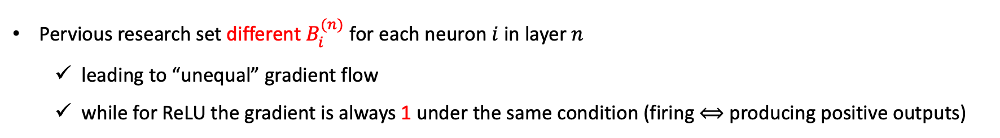 • Pervious research set different B_i^(n) for each neuron i in layer n
✓ leading to “unequal” gradient flow
✓ while for ReLU the gradient is always 1 under the same condition (firing ⟺ producing positive outputs)